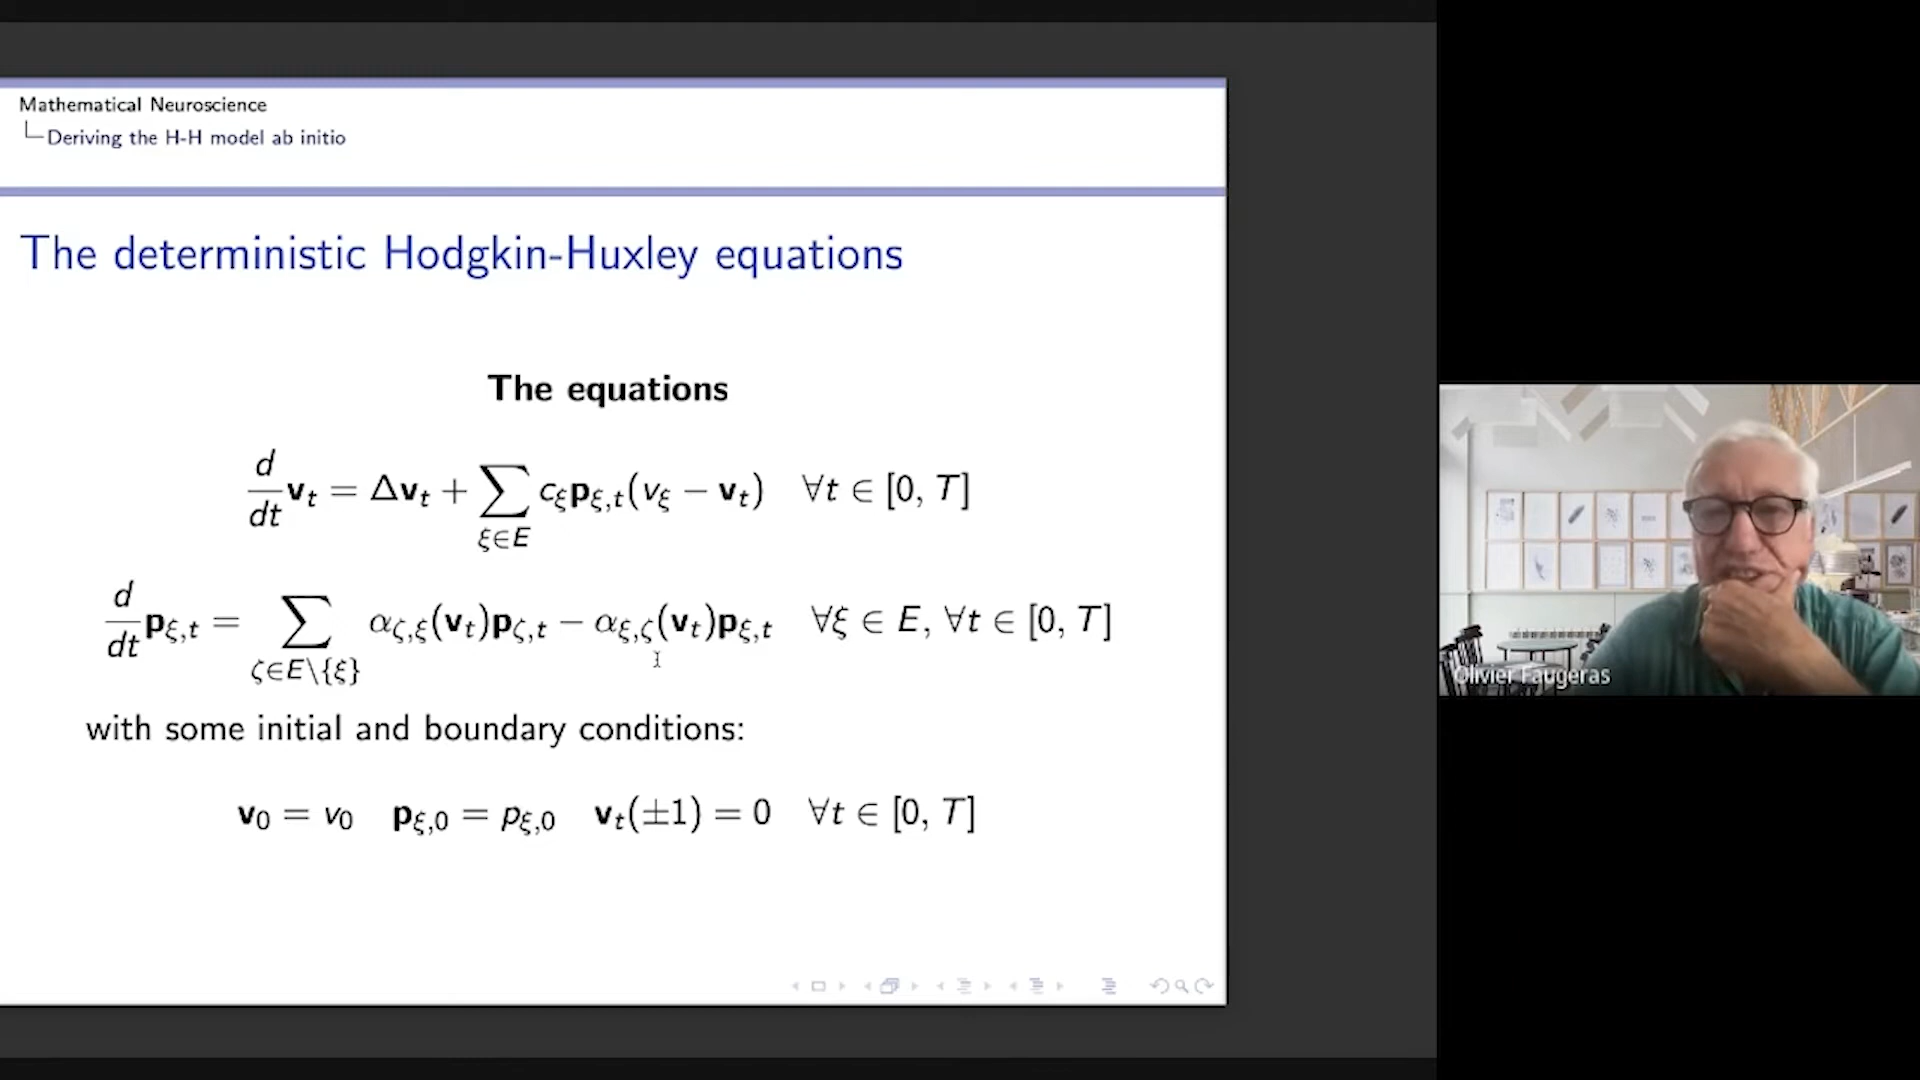 Mathematical Neuroscience
Deriving the H-H model ab initio
The deterministic Hodgkin-Huxley equations
The equations
d/dt 𝐯_t = Δ𝐯_t + ∑_{ξ∈E} c_ξ 𝐩_{ξ,t}(v_ξ − 𝐯_t) ∀t ∈ [0, T]
d/dt 𝐩_{ξ,t} = ∑_{ζ∈E\{ξ}} α_{ζ,ξ}(𝐯_t)𝐩_{ζ,t} − α_{ξ,ζ}(𝐯_t)𝐩_{ξ,t} ∀ξ ∈ E, ∀t ∈ [0, T]
with some initial and boundary conditions:
𝐯_0 = v_0 𝐩_{ξ,0} = p_{ξ,0} 𝐯_t(±1) = 0 ∀t ∈ [0, T]
Olivier Faugeras